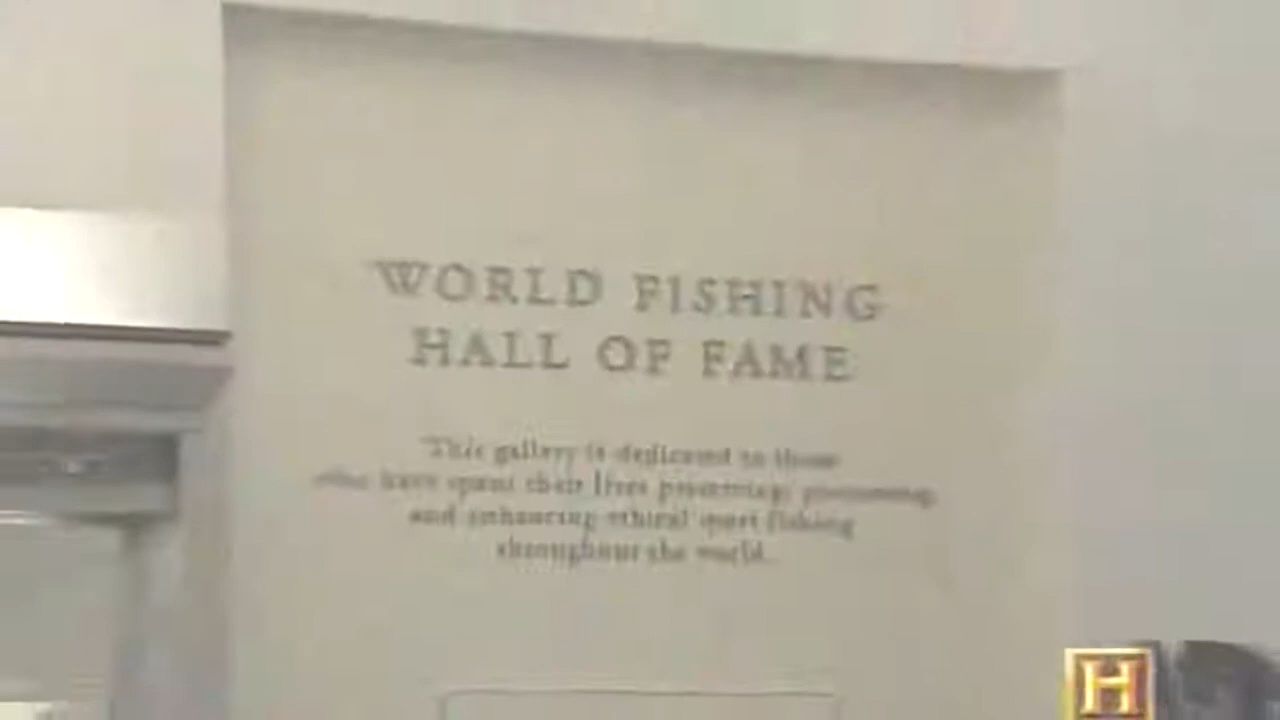 WORLD FISHING
HALL OF FAME
This gallery is dedicated to those
who have spent their lives promoting
and enhancing ethical sport fishing
throughout the world.
H